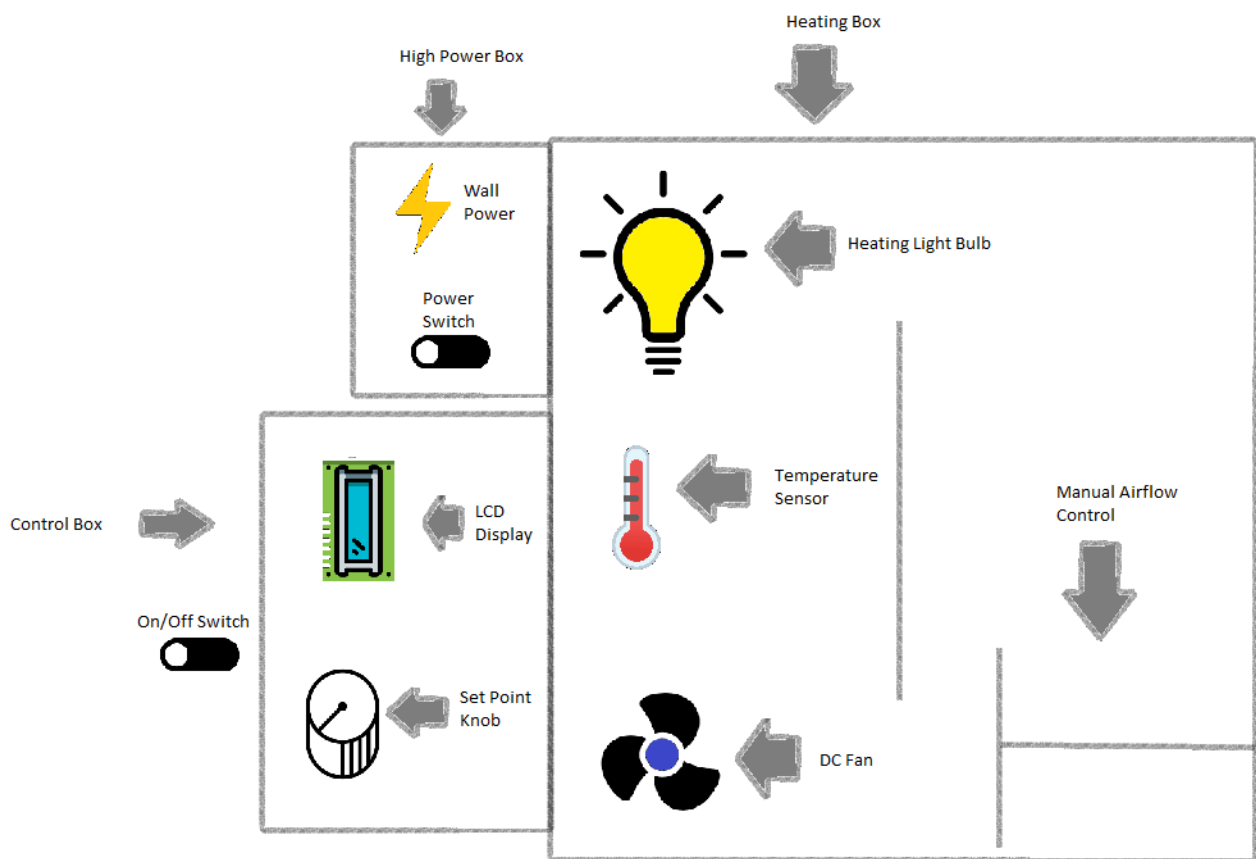 Heating Box
High Power Box
Wall
Power
Heating Light Bulb
Power
Switch
Temperature
Sensor
Manual Airflow
Control
LCD
Display
Control Box
On/Off Switch
Set Point
Knob
DC Fan